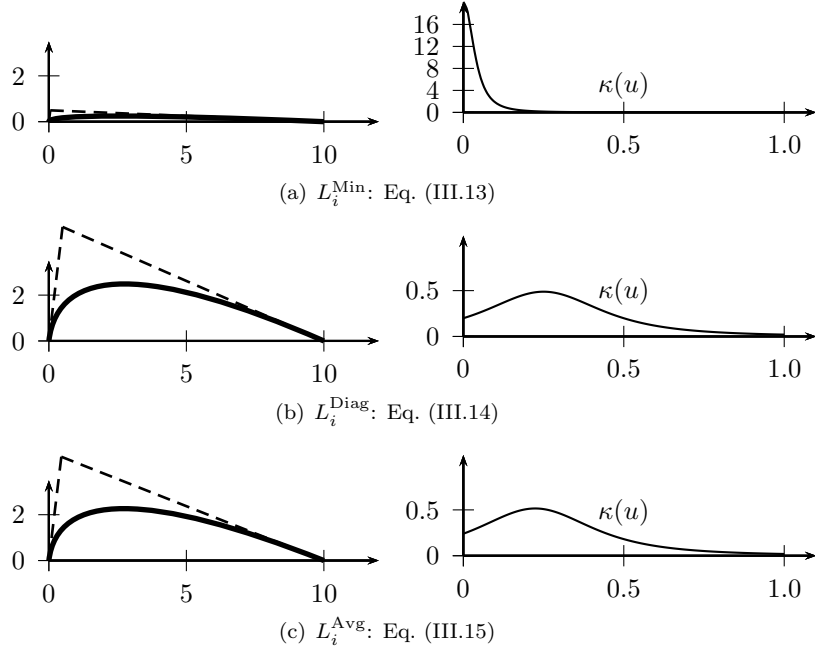 2
0
0 5 10
16
12
8
4
0
κ(u)
0 0.5 1.0
(a) L_i^Min: Eq. (III.13)
2
0
0 5 10
0.5
0
κ(u)
0 0.5 1.0
(b) L_i^Diag: Eq. (III.14)
2
0
0 5 10
0.5
0
κ(u)
0 0.5 1.0
(c) L_i^Avg: Eq. (III.15)